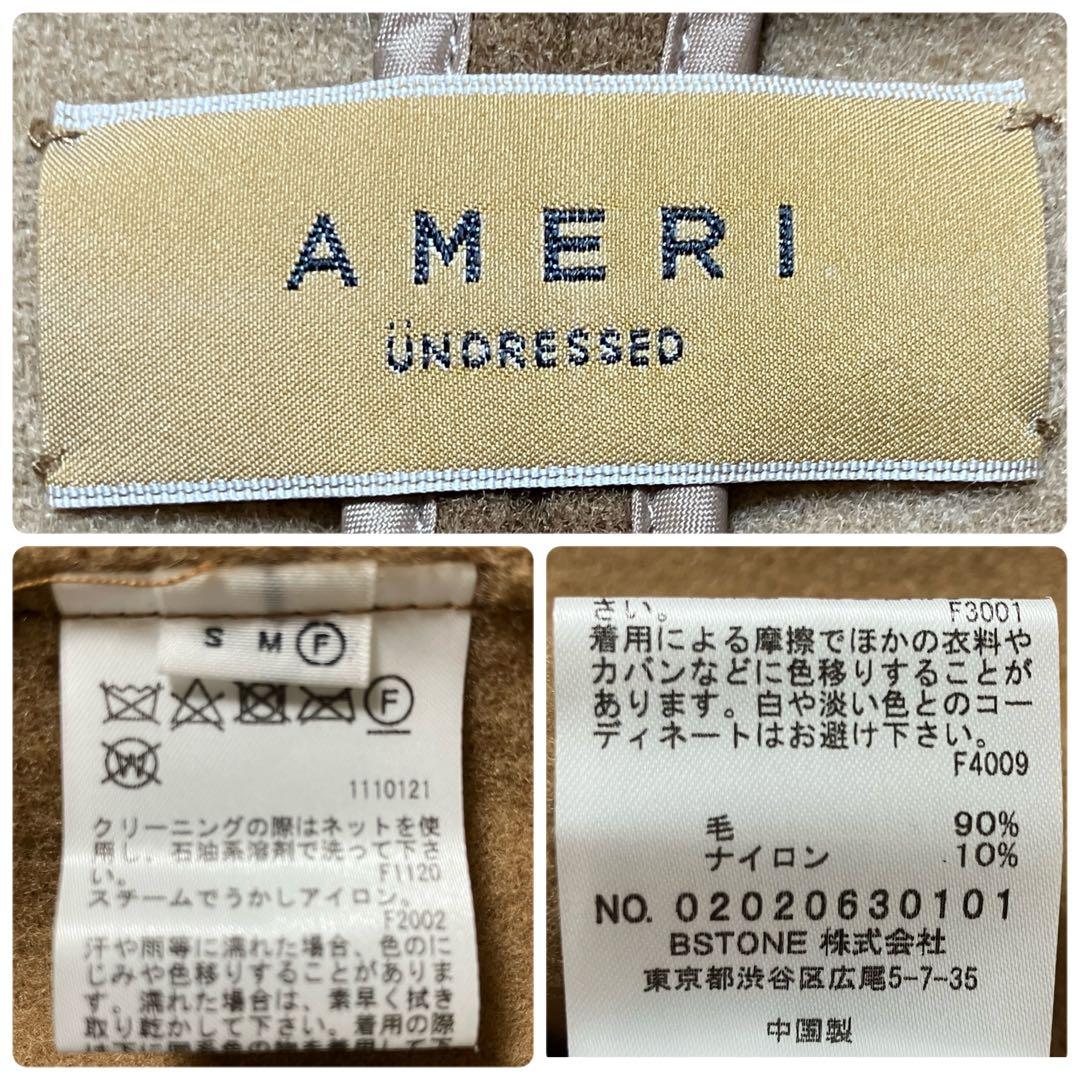 AMERI
ÜNDRESSED
S M F
F
W
1110121
クリーニングの際はネットを使
用し、石油系溶剤で洗って下さ
い。 F1120
スチームでうかしアイロン。
F2002
汗や雨等に濡れた場合、色のに
じみや色移りすることがありま
す。濡れた場合は、素早く拭き
取り乾かして下さい。着用の際
さい。 F3001
着用による摩擦でほかの衣料や
カバンなどに色移りすることが
あります。白や淡い色とのコー
ディネートはお避け下さい。
F4009
毛 90%
ナイロン 10%
NO. 02020630101
BSTONE 株式会社
東京都渋谷区広尾5-7-35
中国製